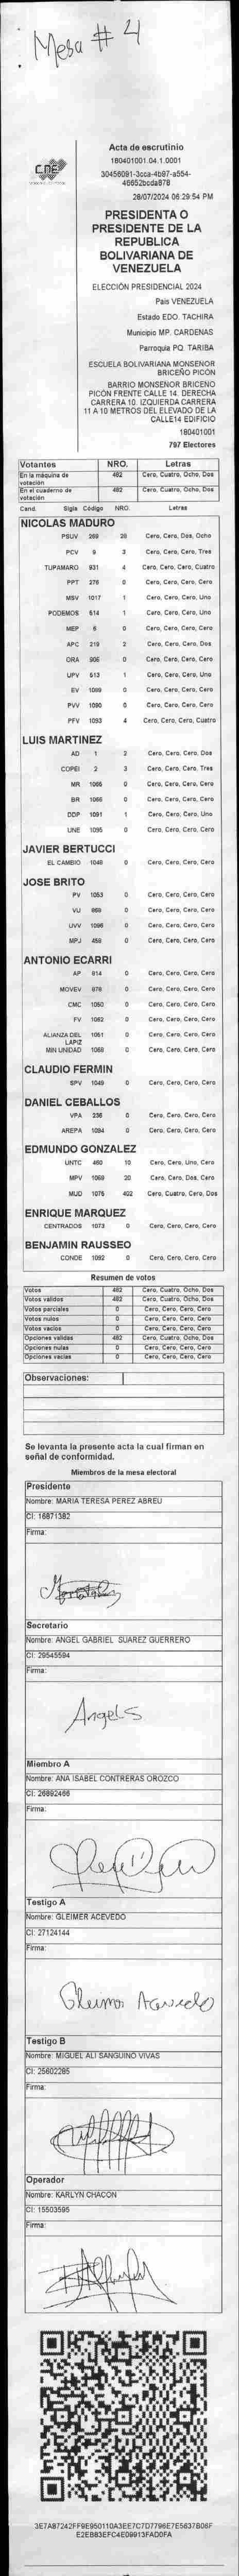 Mesa # 4
Acta de escrutinio
180401001.04.1.0001
30456091-3cca-4b97-a554-
46652bcda878
28/07/2024 06:29:54 PM
CNE
PRESIDENTA O
PRESIDENTE DE LA
REPUBLICA
BOLIVARIANA DE
VENEZUELA
ELECCIÓN PRESIDENCIAL 2024
Pais VENEZUELA
Estado EDO. TACHIRA
Municipio MP. CARDENAS
Parroquia PQ. TARIBA
ESCUELA BOLIVARIANA MONSENOR
BRICEÑO PICÓN
BARRIO MONSEÑOR BRICEÑO
PICÓN FRENTE CALLE 14. DERECHA
CARRERA 10. IZQUIERDA CARRERA
11 A 10 METROS DEL ELEVADO DE LA
CALLE14 EDIFICIO
180401001
797 Electores
Votantes NRO. Letras
En la máquina de votación 482 Cero, Cuatro, Ocho, Dos
En el cuaderno de votación 482 Cero, Cuatro, Ocho, Dos
Cand. Sigla Código NRO. Letras
NICOLAS MADURO
PSUV 269 28 Cero, Cero, Dos, Ocho
PCV 9 3 Cero, Cero, Cero, Tres
TUPAMARO 931 4 Cero, Cero, Cero, Cuatro
PPT 276 0 Cero, Cero, Cero, Cero
MSV 1017 1 Cero, Cero, Cero, Uno
PODEMOS 514 1 Cero, Cero, Cero, Uno
MEP 6 0 Cero, Cero, Cero, Cero
APC 219 2 Cero, Cero, Cero, Dos
ORA 906 0 Cero, Cero, Cero, Cero
UPV 513 1 Cero, Cero, Cero, Uno
EV 1089 0 Cero, Cero, Cero, Cero
PVV 1090 0 Cero, Cero, Cero, Cero
PFV 1093 4 Cero, Cero, Cero, Cuatro
LUIS MARTINEZ
AD 1 2 Cero, Cero, Cero, Dos
COPEI 2 3 Cero, Cero, Cero, Tres
MR 1065 0 Cero, Cero, Cero, Cero
BR 1066 0 Cero, Cero, Cero, Cero
DDP 1091 1 Cero, Cero, Cero, Uno
UNE 1095 0 Cero, Cero, Cero, Cero
JAVIER BERTUCCI
EL CAMBIO 1048 0 Cero, Cero, Cero, Cero
JOSE BRITO
PV 1053 0 Cero, Cero, Cero, Cero
VU 868 0 Cero, Cero, Cero, Cero
UVV 1096 0 Cero, Cero, Cero, Cero
MPJ 458 0 Cero, Cero, Cero, Cero
ANTONIO ECARRI
AP 914 0 Cero, Cero, Cero, Cero
MOVEV 979 0 Cero, Cero, Cero, Cero
CMC 1050 0 Cero, Cero, Cero, Cero
FV 1062 0 Cero, Cero, Cero, Cero
ALIANZA DEL LAPIZ 1051 0 Cero, Cero, Cero, Cero
MIN UNIDAD 1068 0 Cero, Cero, Cero, Cero
CLAUDIO FERMIN
SPV 1049 0 Cero, Cero, Cero, Cero
DANIEL CEBALLOS
VPA 238 0 Cero, Cero, Cero, Cero
AREPA 1094 0 Cero, Cero, Cero, Cero
EDMUNDO GONZALEZ
UNTC 460 10 Cero, Cero, Uno, Cero
MPV 1069 20 Cero, Cero, Dos, Cero
MUD 1075 402 Cero, Cuatro, Cero, Dos
ENRIQUE MARQUEZ
CENTRADOS 1073 0 Cero, Cero, Cero, Cero
BENJAMIN RAUSSEO
CONDE 1092 0 Cero, Cero, Cero, Cero
Resumen de votos
Votos 482 Cero, Cuatro, Ocho, Dos
Votos validos 482 Cero, Cuatro, Ocho, Dos
Votos parciales 0 Cero, Cero, Cero, Cero
Votos nulos 0 Cero, Cero, Cero, Cero
Votos vacíos 0 Cero, Cero, Cero, Cero
Opciones validas 482 Cero, Cuatro, Ocho, Dos
Opciones nulas 0 Cero, Cero, Cero, Cero
Opciones vacías 0 Cero, Cero, Cero, Cero
Observaciones:
Se levanta la presente acta la cual firman en
señal de conformidad.
Miembros de la mesa electoral
Presidente
Nombre: MARIA TERESA PEREZ ABREU
CI: 16871382
Firma:
Secretario
Nombre: ANGEL GABRIEL SUAREZ GUERRERO
CI: 29545594
Firma:
Angel S
Miembro A
Nombre: ANA ISABEL CONTRERAS OROZCO
CI: 26892466
Firma:
Testigo A
Nombre: GLEIMER ACEVEDO
CI: 27124144
Firma:
Gleimer Acevedo
Testigo B
Nombre: MIGUEL ALI SANGUINO VIVAS
CI: 25602285
Firma:
Operador
Nombre: KARLYN CHACON
CI: 15503595
Firma:
3E7A87242FF9E950110A3EE7C7D7796E7E5637B06F
E2EB83EFC4E09913FAD0FA